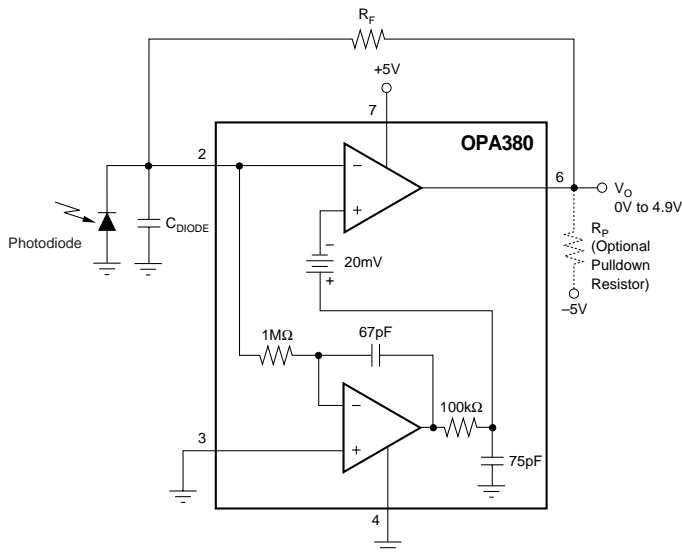 R_F
+5V
7
OPA380
2
6
V_O
0V to 4.9V
R_P
(Optional
Pulldown
Resistor)
–5V
C_DIODE
Photodiode
–
+
–
20mV
+
1MΩ
67pF
–
+
100kΩ
75pF
3
4